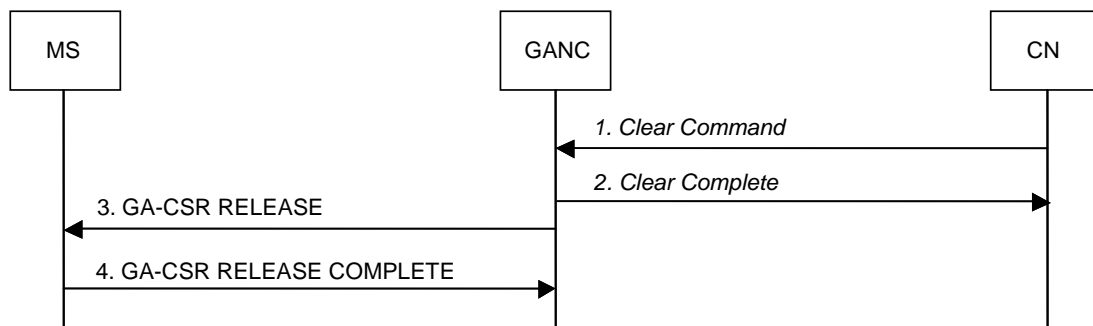 MS
GANC
CN
1. Clear Command
2. Clear Complete
3. GA-CSR RELEASE
4. GA-CSR RELEASE COMPLETE